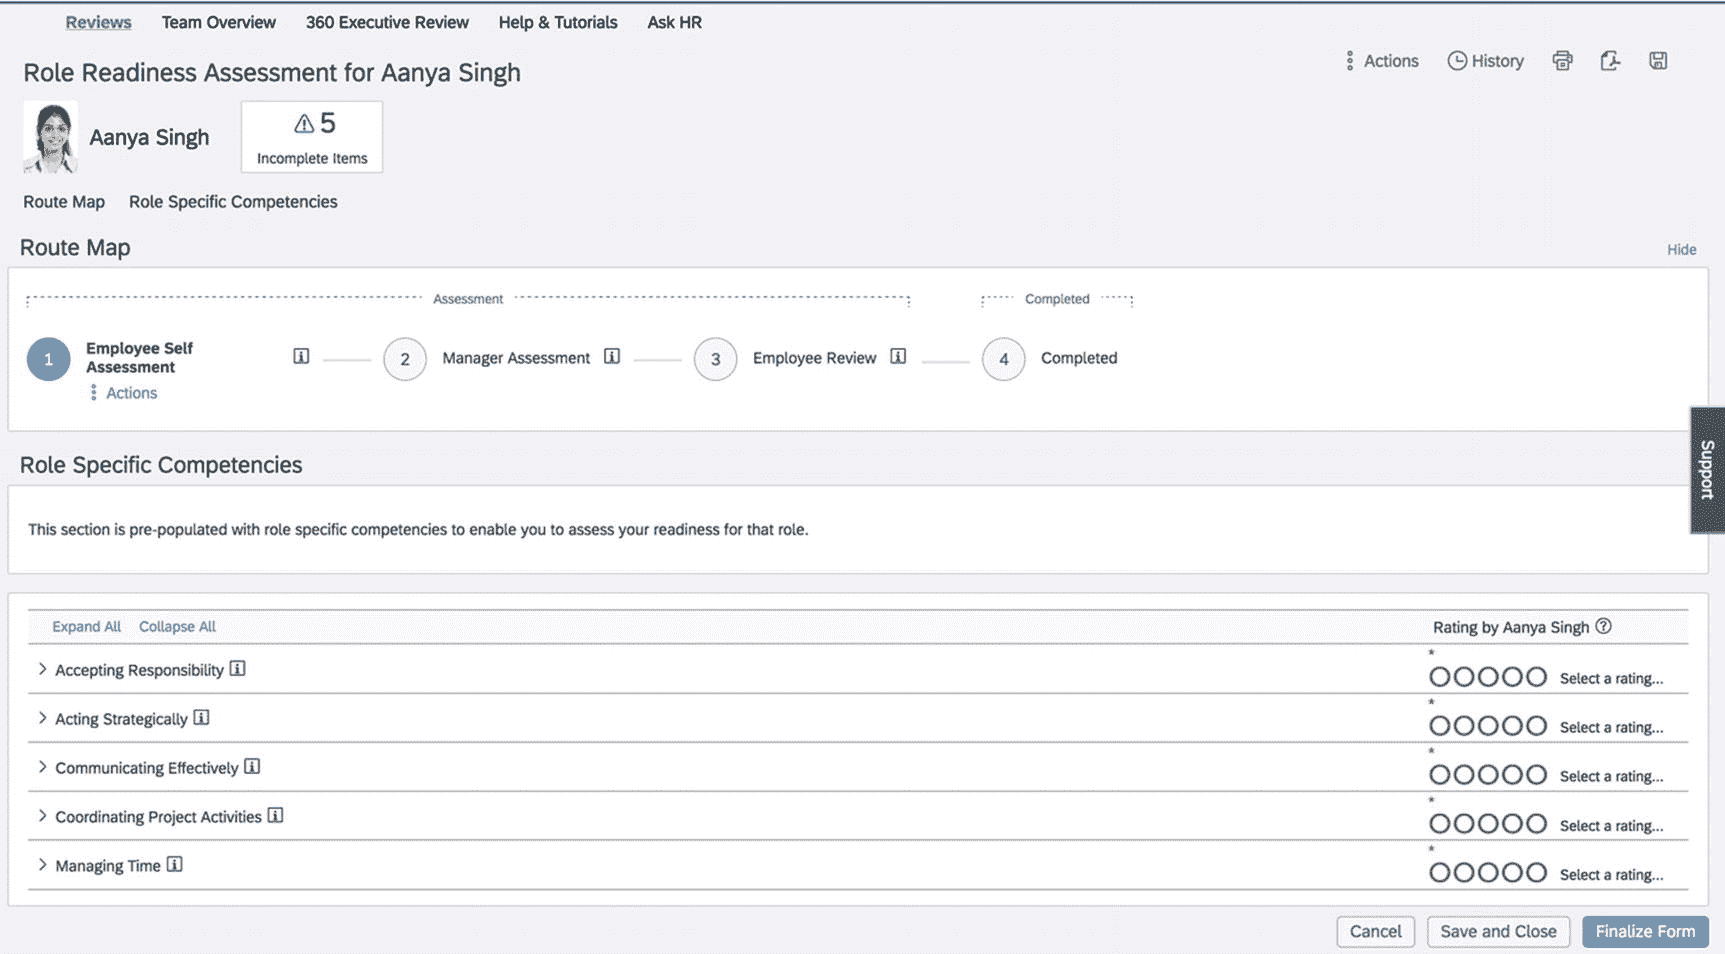 Reviews Team Overview 360 Executive Review Help & Tutorials Ask HR
Actions History
Role Readiness Assessment for Aanya Singh
5
Aanya Singh
Incomplete Items
Route Map Role Specific Competencies
Route Map
Hide
Assessment Completed
1 Employee Self
Assessment
2 Manager Assessment 3 Employee Review 4 Completed
Actions
Support
Role Specific Competencies
This section is pre-populated with role specific competencies to enable you to assess your readiness for that role.
Expand All Collapse All Rating by Aanya Singh
*
Accepting Responsibility Select a rating...
*
Acting Strategically Select a rating...
*
Communicating Effectively Select a rating...
*
Coordinating Project Activities Select a rating...
*
Managing Time Select a rating...
Cancel Save and Close Finalize Form